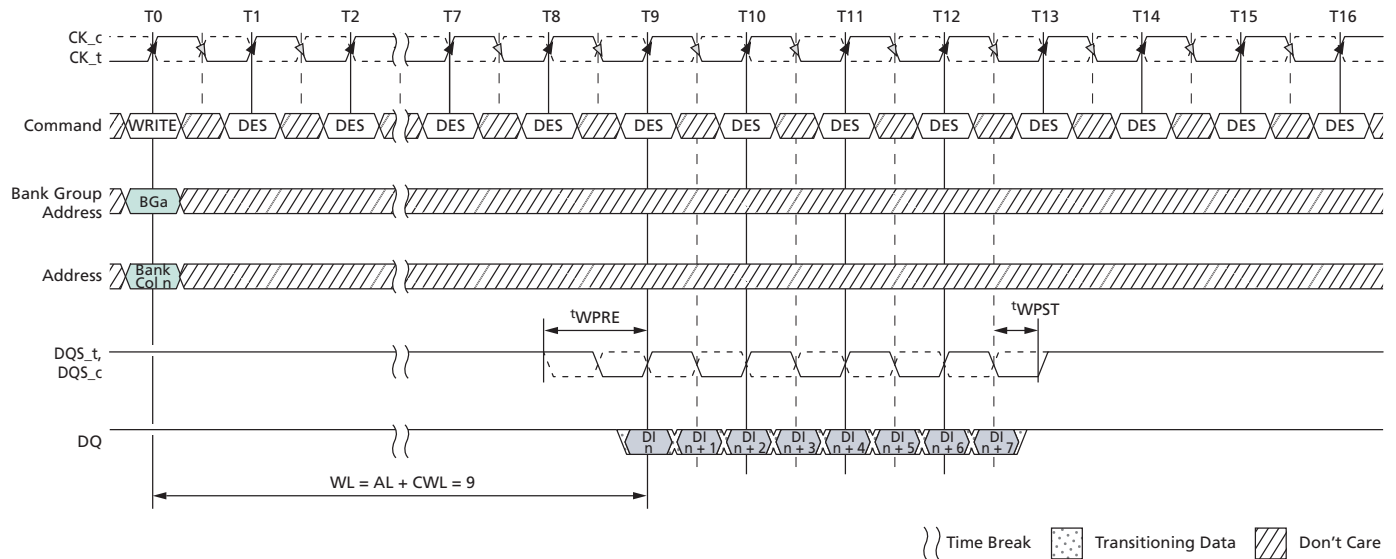 T0 T1 T2 T7 T8 T9 T10 T11 T12 T13 T14 T15 T16
CK_c
CK_t
Command WRITE DES DES DES DES DES DES DES DES DES DES DES DES
Bank Group
Address
BGa
Address
Bank
Col n
tWPRE
tWPST
DQS_t,
DQS_c
DQ
DI DI DI DI DI DI DI DI
n n + 1 n + 2 n + 3 n + 4 n + 5 n + 6 n + 7
WL = AL + CWL = 9
Time Break Transitioning Data Don't Care